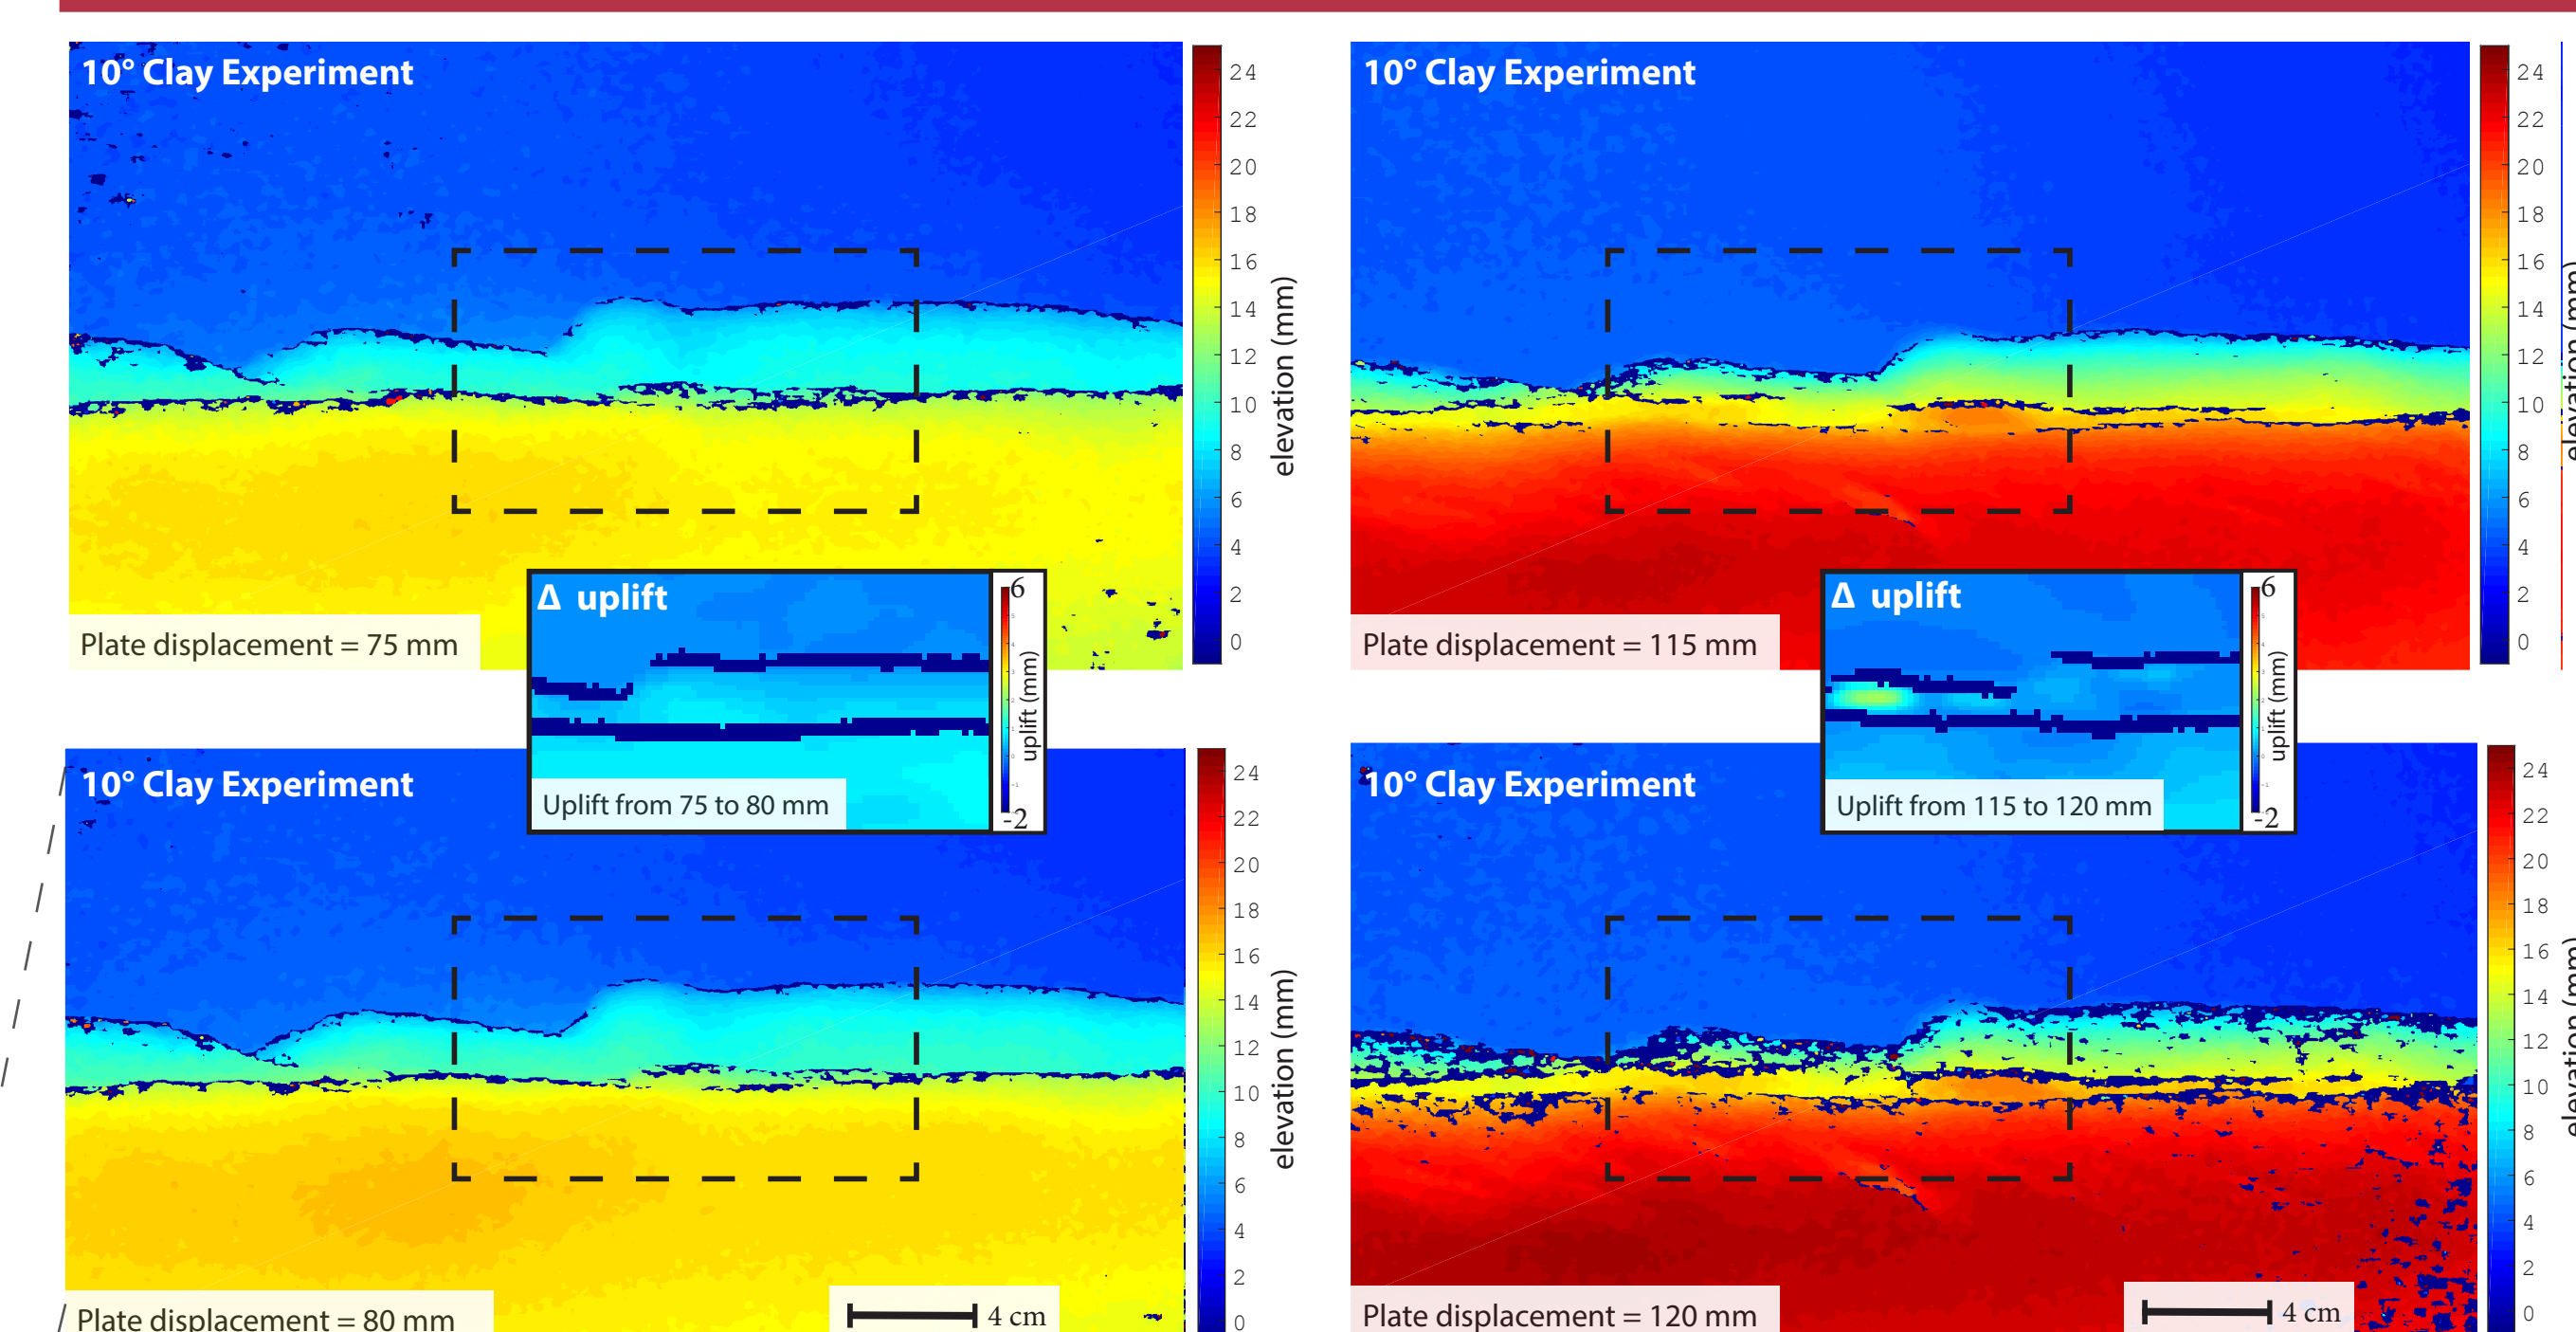 10° Clay Experiment
24
22
20
18
16
14
12
10
8
6
4
2
0
elevation (mm)
Plate displacement = 75 mm
10° Clay Experiment
24
22
20
18
16
14
12
10
8
6
4
2
0
elevation (mm)
Plate displacement = 115 mm
Δ uplift
6
uplift (mm)
-2
Uplift from 75 to 80 mm
Δ uplift
6
uplift (mm)
-2
Uplift from 115 to 120 mm
10° Clay Experiment
24
22
20
18
16
14
12
10
8
6
4
2
0
elevation (mm)
Plate displacement = 80 mm
4 cm
10° Clay Experiment
24
22
20
18
16
14
12
10
8
6
4
2
0
elevation (mm)
Plate displacement = 120 mm
4 cm